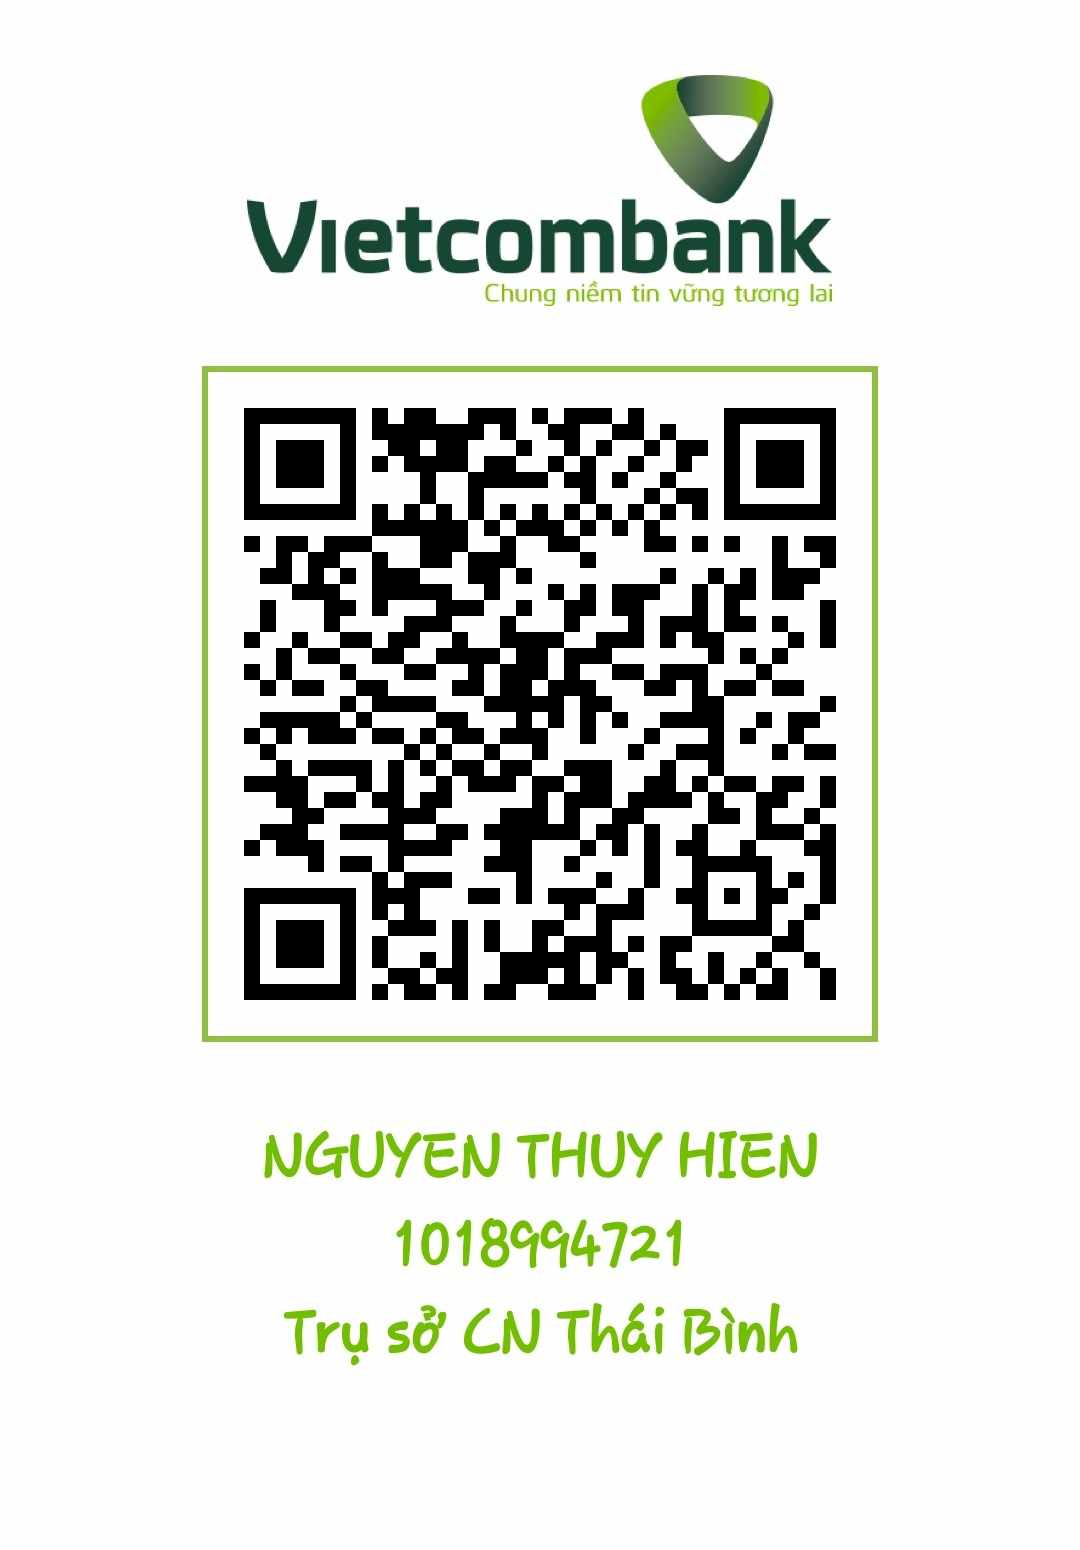 Vietcombank
Chung niềm tin vững tương lai
NGUYEN THUY HIEN
1018994721
Trụ sở CN Thái Bình